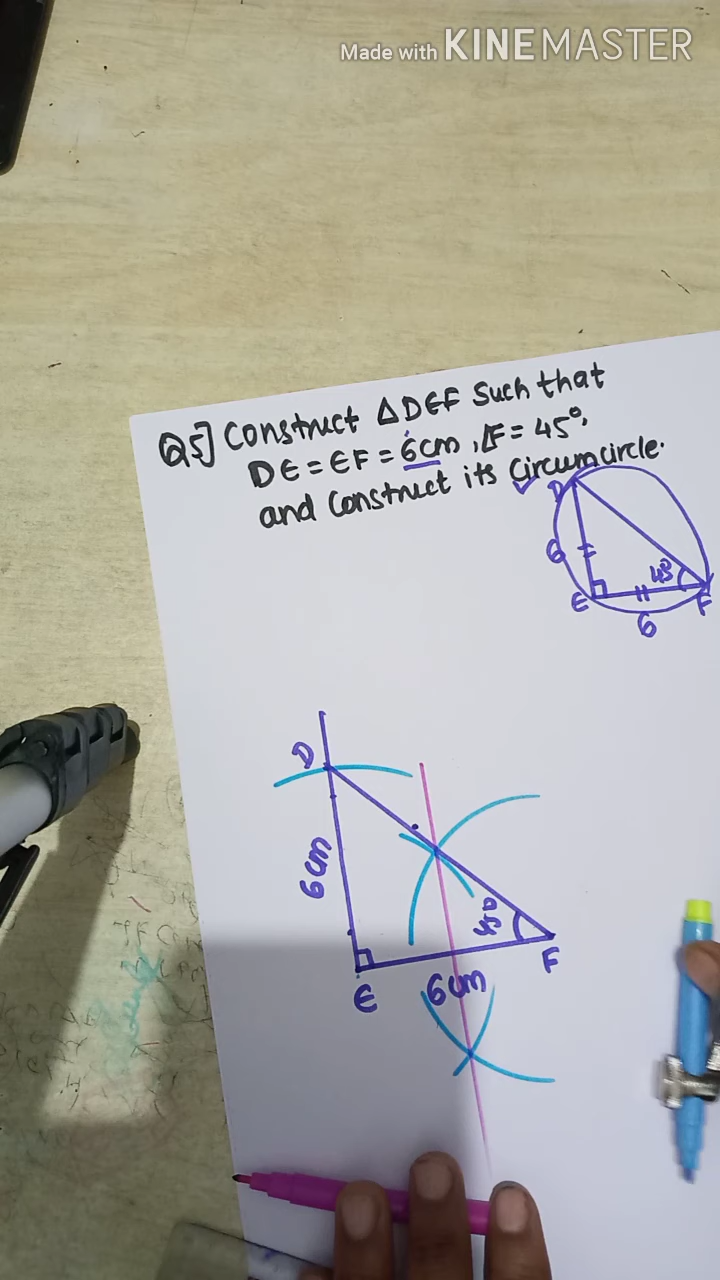 Made with KINEMASTER
Q5] Construct ΔDEF Such that
DE = EF = 6cm, ∠F = 45°,
and Construct its Circumcircle.
D
6
45°
E
F
6
D
6cm
45°
F
E
6cm